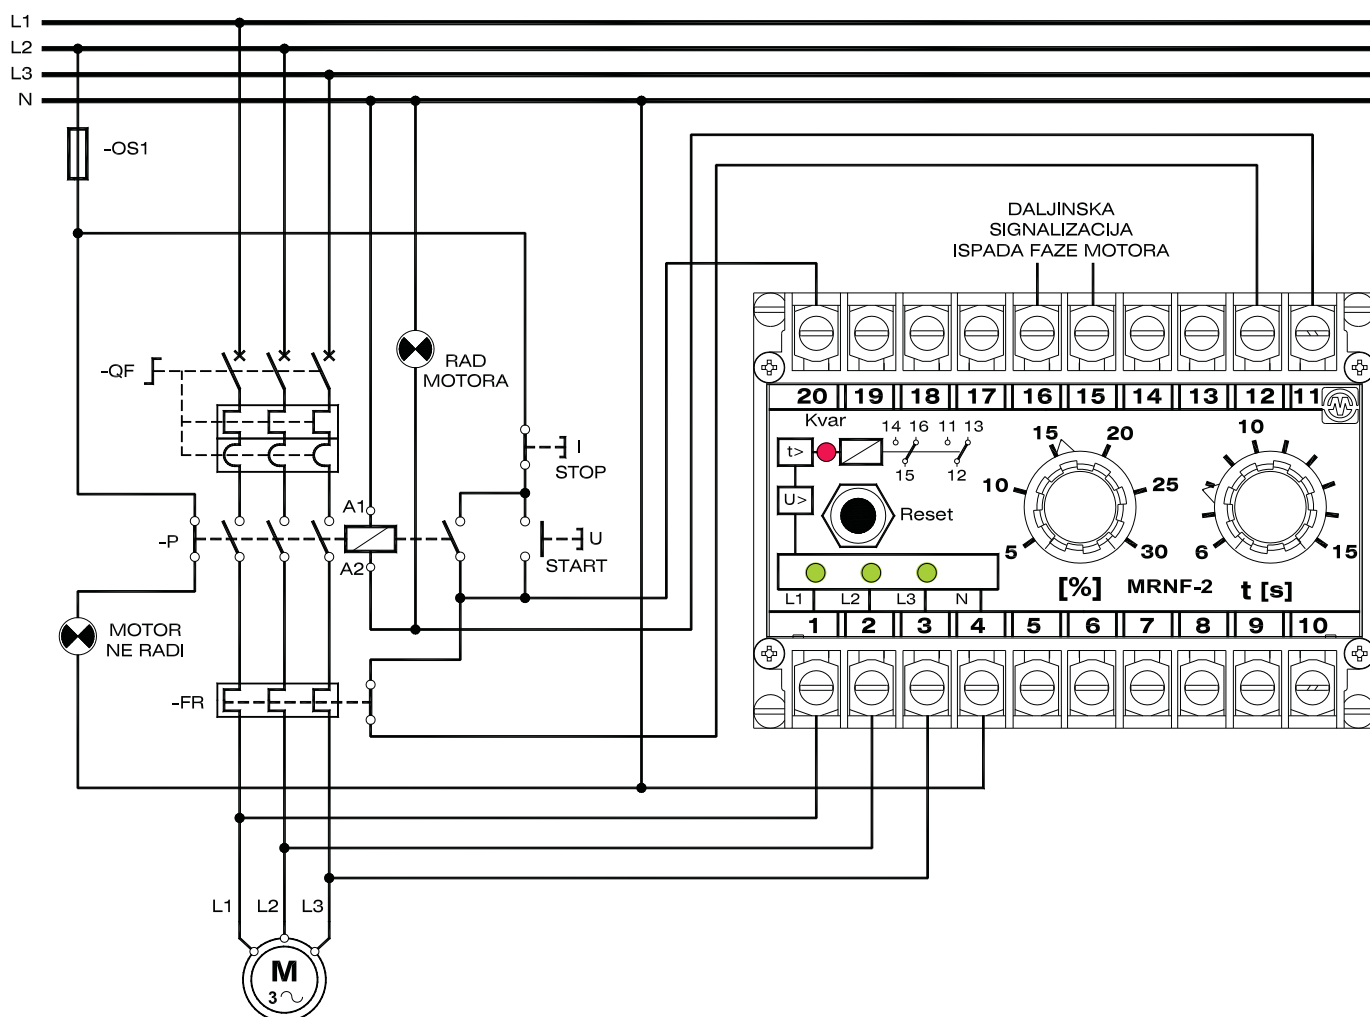 L1
L2
L3
N
-OS1
DALJINSKA
SIGNALIZACIJA
ISPADA FAZE MOTORA
-QF
RAD
MOTORA
I
STOP
20 19 18 17 16 15 14 13 12 11
Kvar
14 16 11 13
t>
15 12
U>
Reset
15 20
10 25
5 30
[%]
10
6 15
t [s]
MRNF-2
A1
-P
A2
U
START
L1 L2 L3 N
1 2 3 4 5 6 7 8 9 10
MOTOR
NE RADI
-FR
L1 L2 L3
M
3~